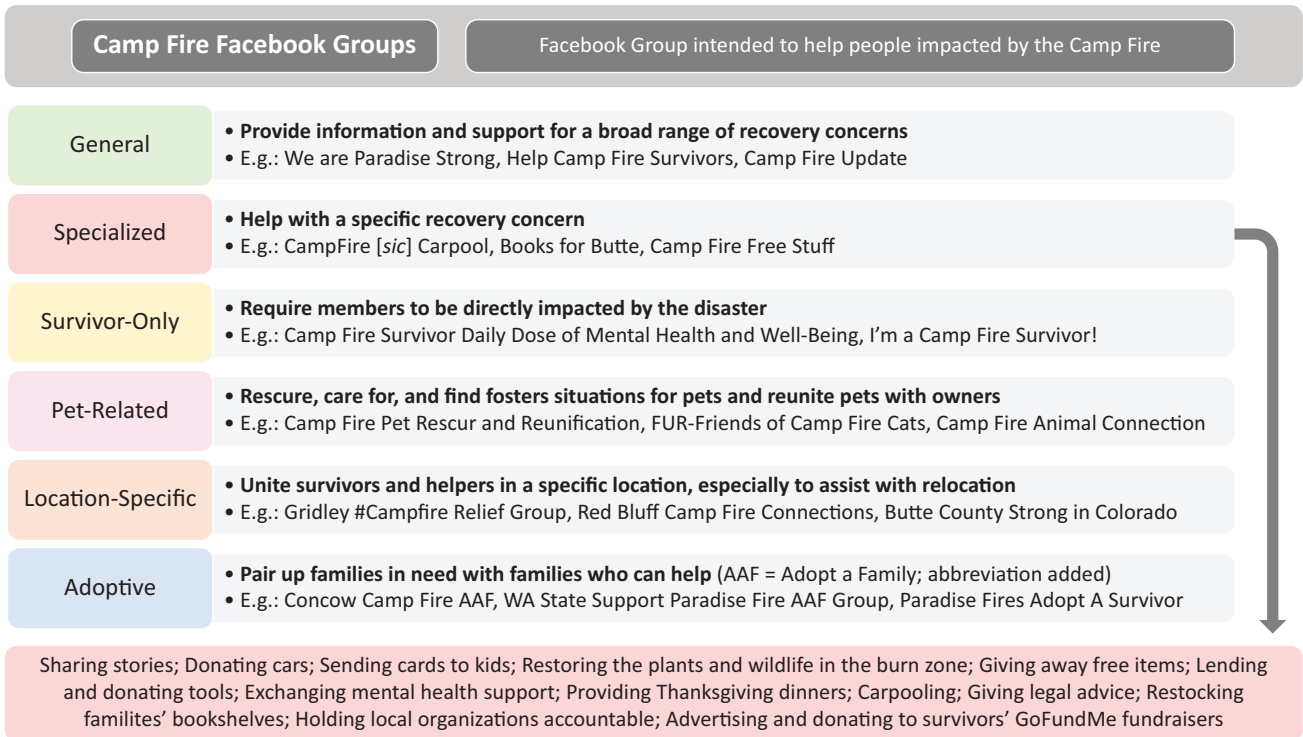 Camp Fire Facebook Groups
Facebook Group intended to help people impacted by the Camp Fire
General
• Provide information and support for a broad range of recovery concerns
• E.g.: We are Paradise Strong, Help Camp Fire Survivors, Camp Fire Update
Specialized
• Help with a specific recovery concern
• E.g.: CampFire [sic] Carpool, Books for Butte, Camp Fire Free Stuff
Survivor-Only
• Require members to be directly impacted by the disaster
• E.g.: Camp Fire Survivor Daily Dose of Mental Health and Well-Being, I’m a Camp Fire Survivor!
Pet-Related
• Rescure, care for, and find fosters situations for pets and reunite pets with owners
• E.g.: Camp Fire Pet Rescur and Reunification, FUR-Friends of Camp Fire Cats, Camp Fire Animal Connection
Location-Specific
• Unite survivors and helpers in a specific location, especially to assist with relocation
• E.g.: Gridley #Campfire Relief Group, Red Bluff Camp Fire Connections, Butte County Strong in Colorado
Adoptive
• Pair up families in need with families who can help (AAF = Adopt a Family; abbreviation added)
• E.g.: Concow Camp Fire AAF, WA State Support Paradise Fire AAF Group, Paradise Fires Adopt A Survivor
Sharing stories; Donating cars; Sending cards to kids; Restoring the plants and wildlife in the burn zone; Giving away free items; Lending
and donating tools; Exchanging mental health support; Providing Thanksgiving dinners; Carpooling; Giving legal advice; Restocking
familites’ bookshelves; Holding local organizations accountable; Advertising and donating to survivors’ GoFundMe fundraisers